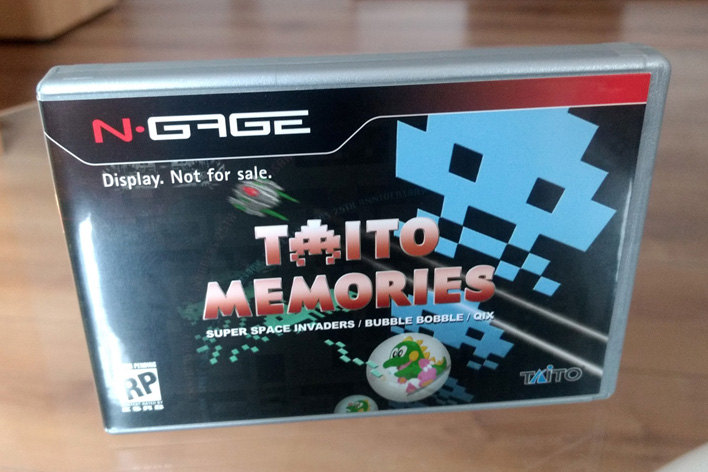 N·GAGE
Display. Not for sale.
TAITO
MEMORIES
SUPER SPACE INVADERS / BUBBLE BOBBLE / QIX
RP
TAITO